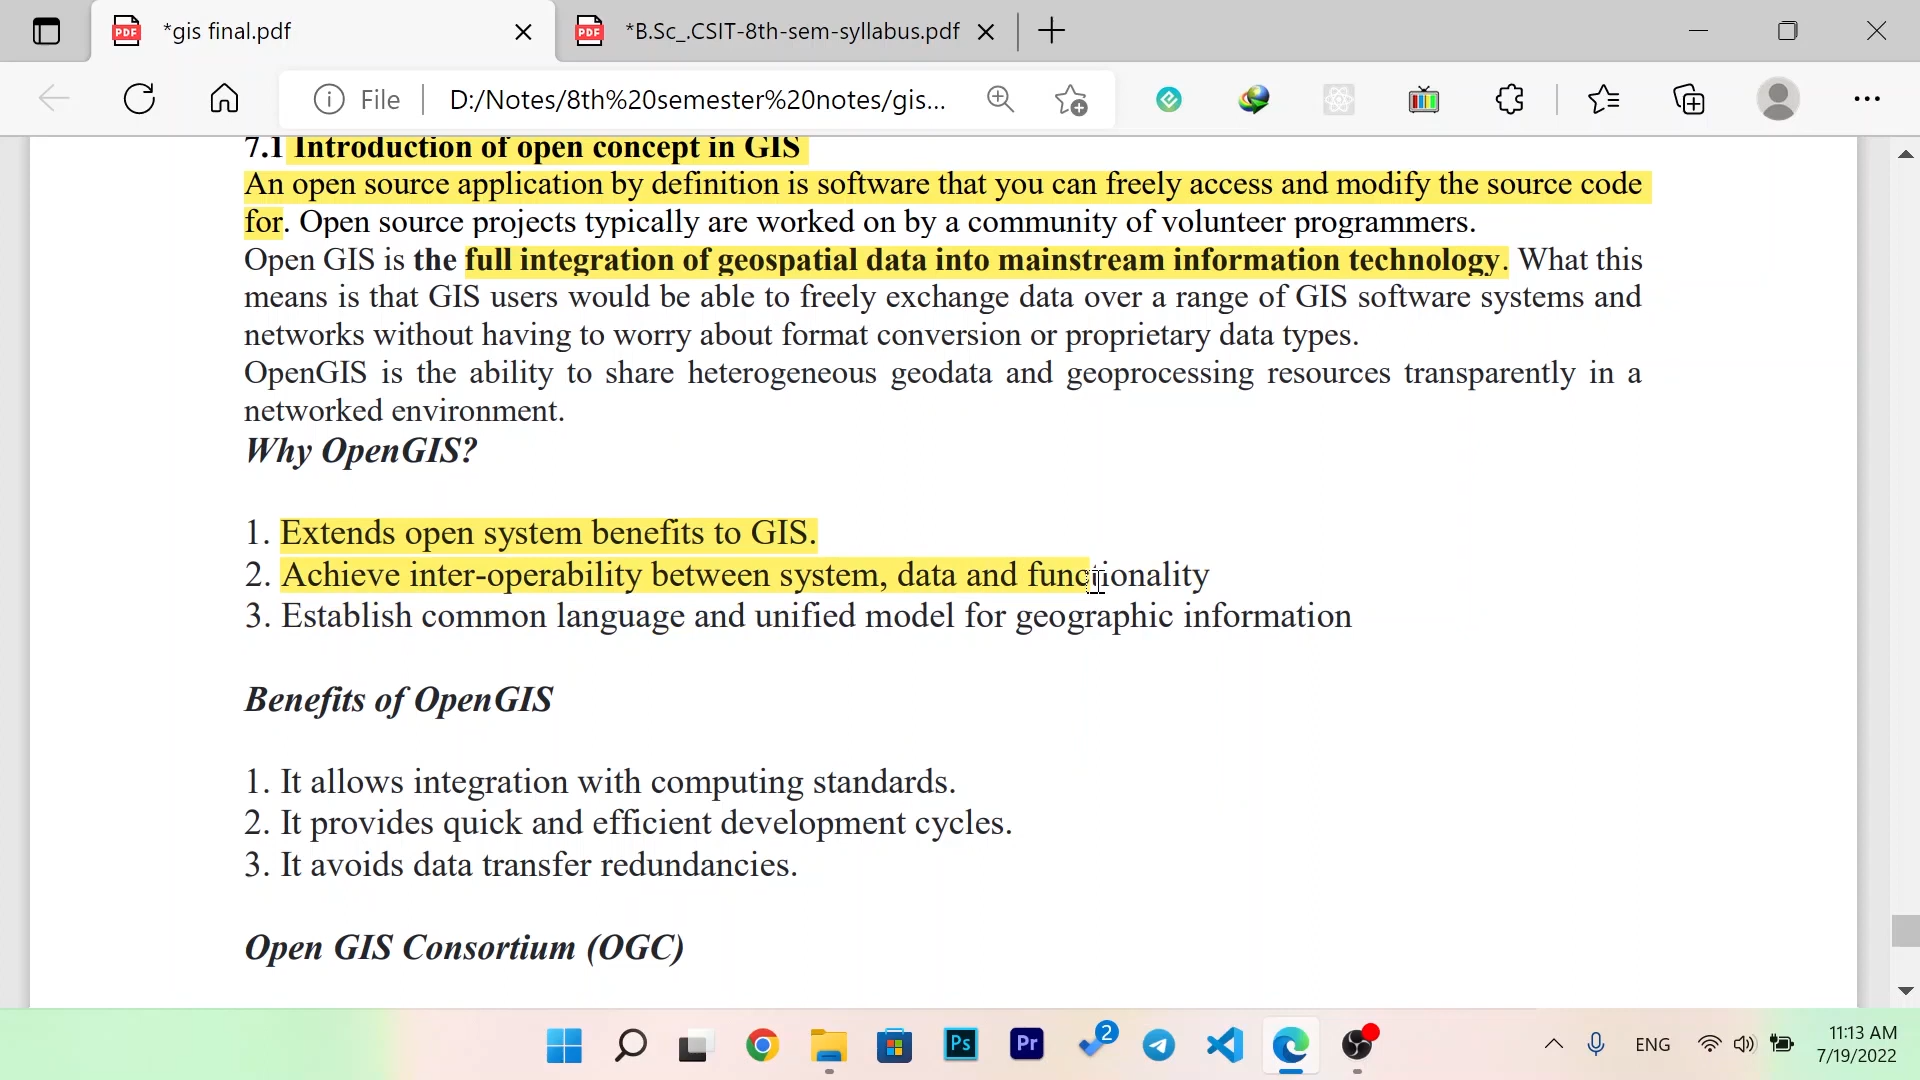 *gis final.pdf
*B.Sc_.CSIT-8th-sem-syllabus.pdf
File
D:/Notes/8th%20semester%20notes/gis...
7.1 Introduction of open concept in GIS
An open source application by definition is software that you can freely access and modify the source code
for. Open source projects typically are worked on by a community of volunteer programmers.
Open GIS is the full integration of geospatial data into mainstream information technology. What this
means is that GIS users would be able to freely exchange data over a range of GIS software systems and
networks without having to worry about format conversion or proprietary data types.
OpenGIS is the ability to share heterogeneous geodata and geoprocessing resources transparently in a
networked environment.
Why OpenGIS?
1. Extends open system benefits to GIS.
2. Achieve inter-operability between system, data and functionality
3. Establish common language and unified model for geographic information
Benefits of OpenGIS
1. It allows integration with computing standards.
2. It provides quick and efficient development cycles.
3. It avoids data transfer redundancies.
Open GIS Consortium (OGC)
PDF
PDF
Ps
Pr
2
ENG
11:13 AM
7/19/2022